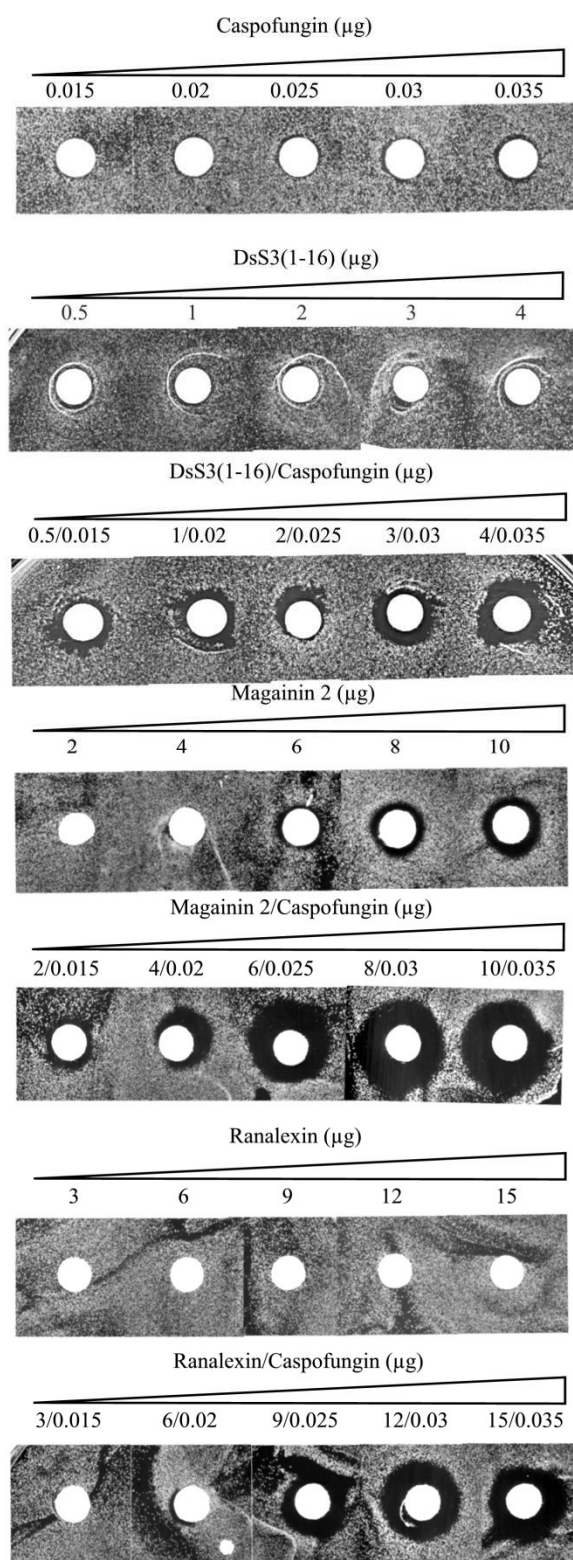 Caspofungin (µg)
0.015 0.02 0.025 0.03 0.035
DsS3(1-16) (µg)
0.5 1 2 3 4
DsS3(1-16)/Caspofungin (µg)
0.5/0.015 1/0.02 2/0.025 3/0.03 4/0.035
Magainin 2 (µg)
2 4 6 8 10
Magainin 2/Caspofungin (µg)
2/0.015 4/0.02 6/0.025 8/0.03 10/0.035
Ranalexin (µg)
3 6 9 12 15
Ranalexin/Caspofungin (µg)
3/0.015 6/0.02 9/0.025 12/0.03 15/0.035